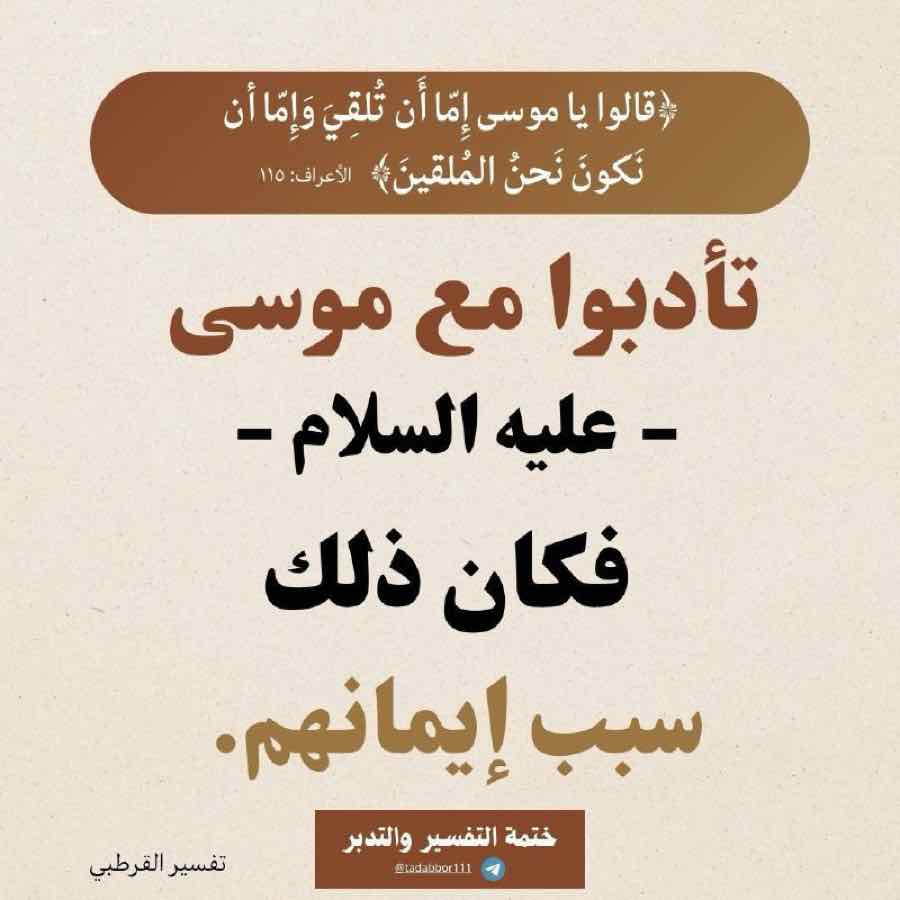 ﴿قالوا يا موسى إِمّا أَن تُلقِيَ وَإِمّا أن
نَكونَ نَحنُ المُلقينَ﴾ الأعراف: ١١٥
تأدبوا مع موسى
- عليه السلام -
فكان ذلك
سبب إيمانهم.
ختمة التفسير والتدبر
@tadabbor111
تفسير القرطبي